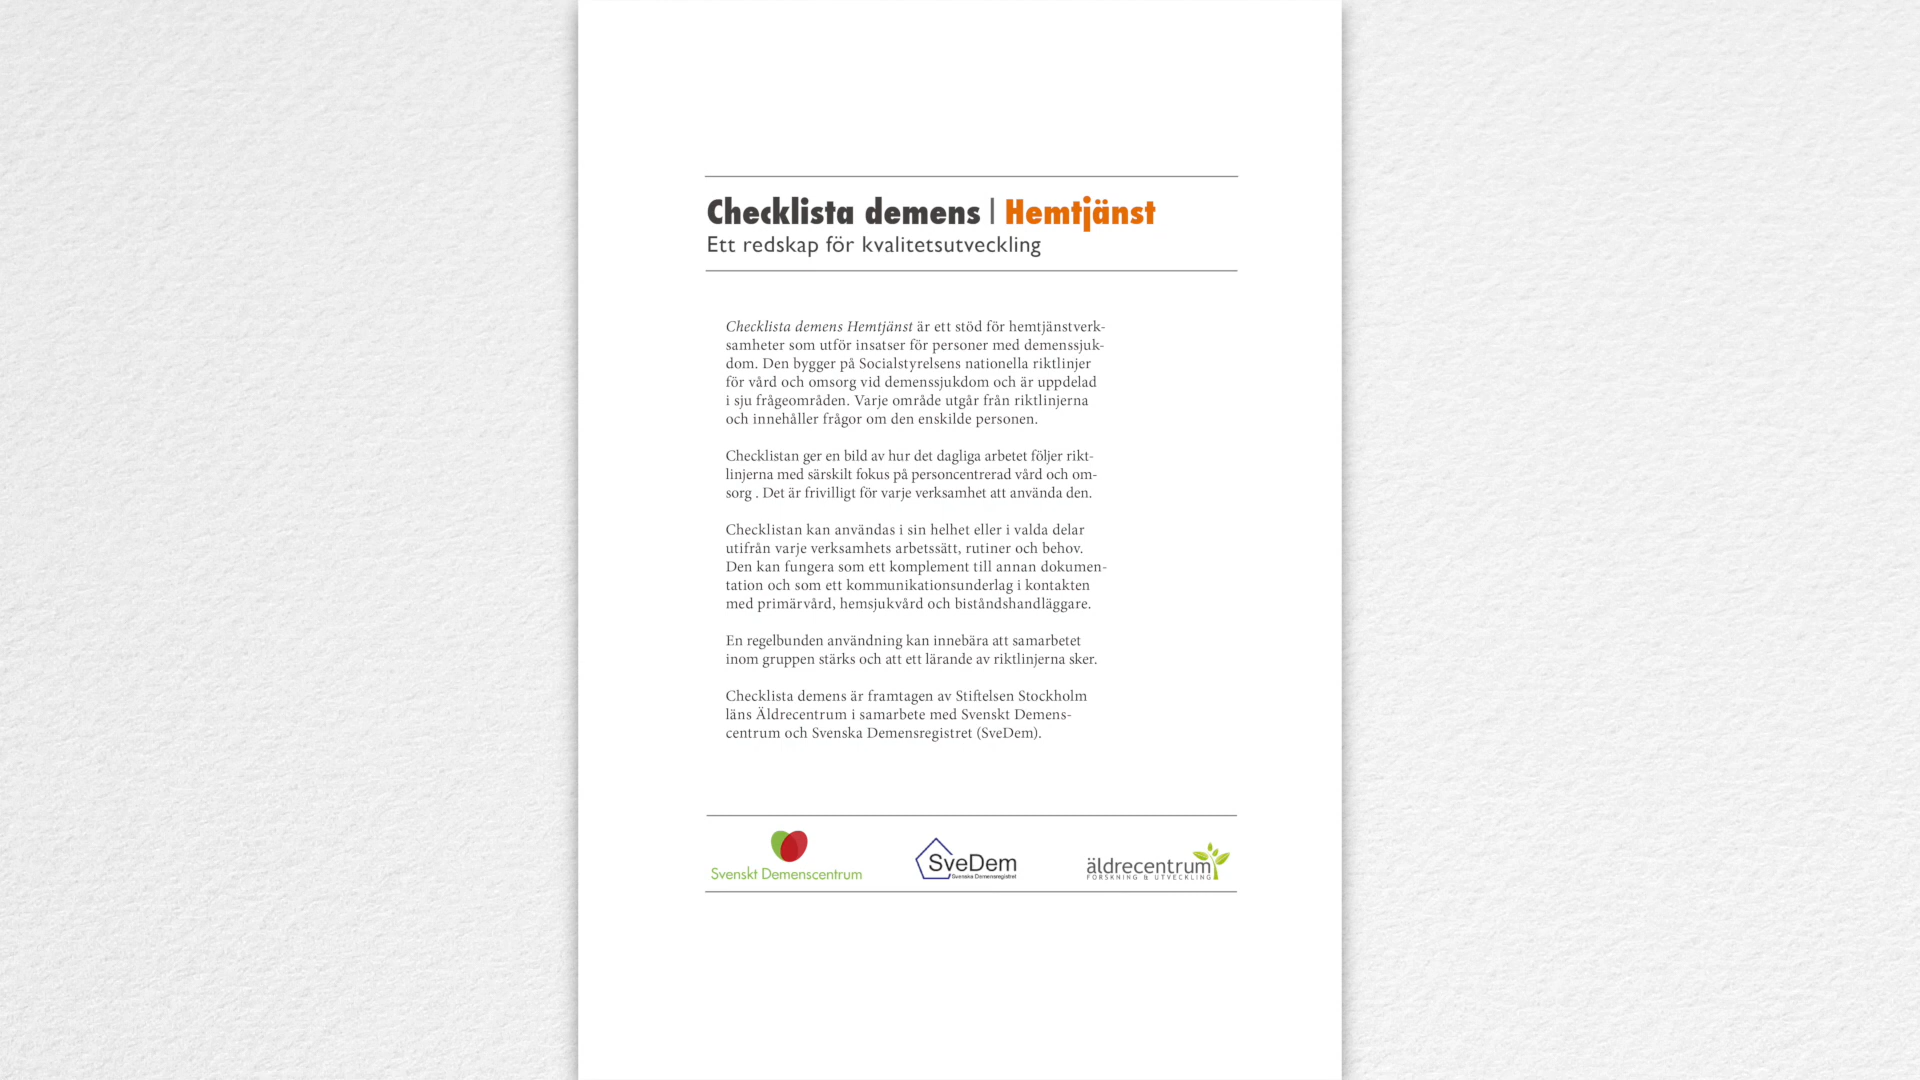 Checklista demens | Hemtjänst
Ett redskap för kvalitetsutveckling
Checklista demens Hemtjänst är ett stöd för hemtjänstverk-
samheter som utför insatser för personer med demenssjuk-
dom. Den bygger på Socialstyrelsens nationella riktlinjer
för vård och omsorg vid demenssjukdom och är uppdelad
i sju frågeområden. Varje område utgår från riktlinjerna
och innehåller frågor om den enskilde personen.
Checklistan ger en bild av hur det dagliga arbetet följer rikt-
linjerna med särskilt fokus på personcentrerad vård och om-
sorg . Det är frivilligt för varje verksamhet att använda den.
Checklistan kan användas i sin helhet eller i valda delar
utifrån varje verksamhets arbetssätt, rutiner och behov.
Den kan fungera som ett komplement till annan dokumen-
tation och som ett kommunikationsunderlag i kontakten
med primärvård, hemsjukvård och biståndshandläggare.
En regelbunden användning kan innebära att samarbetet
inom gruppen stärks och att ett lärande av riktlinjerna sker.
Checklista demens är framtagen av Stiftelsen Stockholm
läns Äldrecentrum i samarbete med Svenskt Demens-
centrum och Svenska Demensregistret (SveDem).
Svenskt Demenscentrum
SveDem
Svenska Demensregistret
äldrecentrum
FORSKNING & UTVECKLING